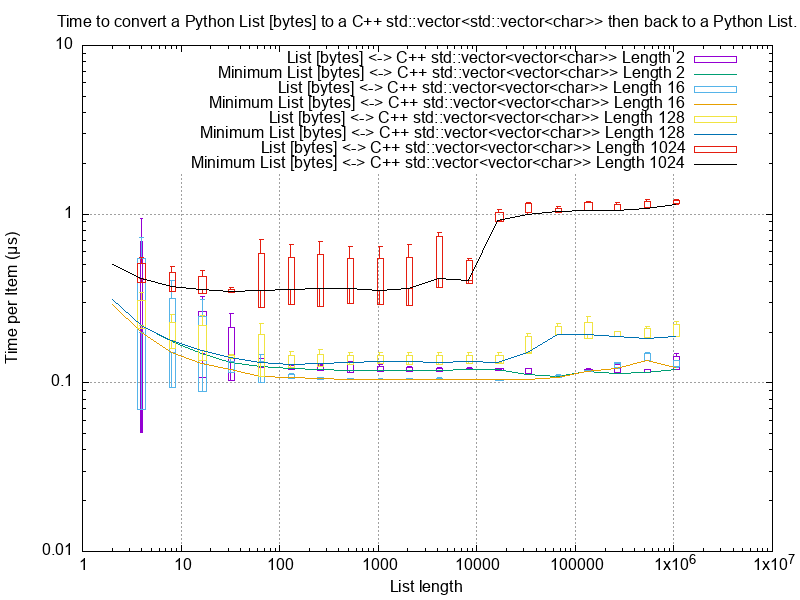 Time to convert a Python List [bytes] to a C++ std::vector<std::vector<char>> then back to a Python List.
10
List [bytes] <-> C++ std::vector<vector<char>> Length 2
Minimum List [bytes] <-> C++ std::vector<vector<char>> Length 2
List [bytes] <-> C++ std::vector<vector<char>> Length 16
Minimum List [bytes] <-> C++ std::vector<vector<char>> Length 16
List [bytes] <-> C++ std::vector<vector<char>> Length 128
Minimum List [bytes] <-> C++ std::vector<vector<char>> Length 128
List [bytes] <-> C++ std::vector<vector<char>> Length 1024
Minimum List [bytes] <-> C++ std::vector<vector<char>> Length 1024
1
Time per Item (µs)
0.1
0.01
1 10 100 1000 10000 100000 1x10⁶ 1x10⁷
List length